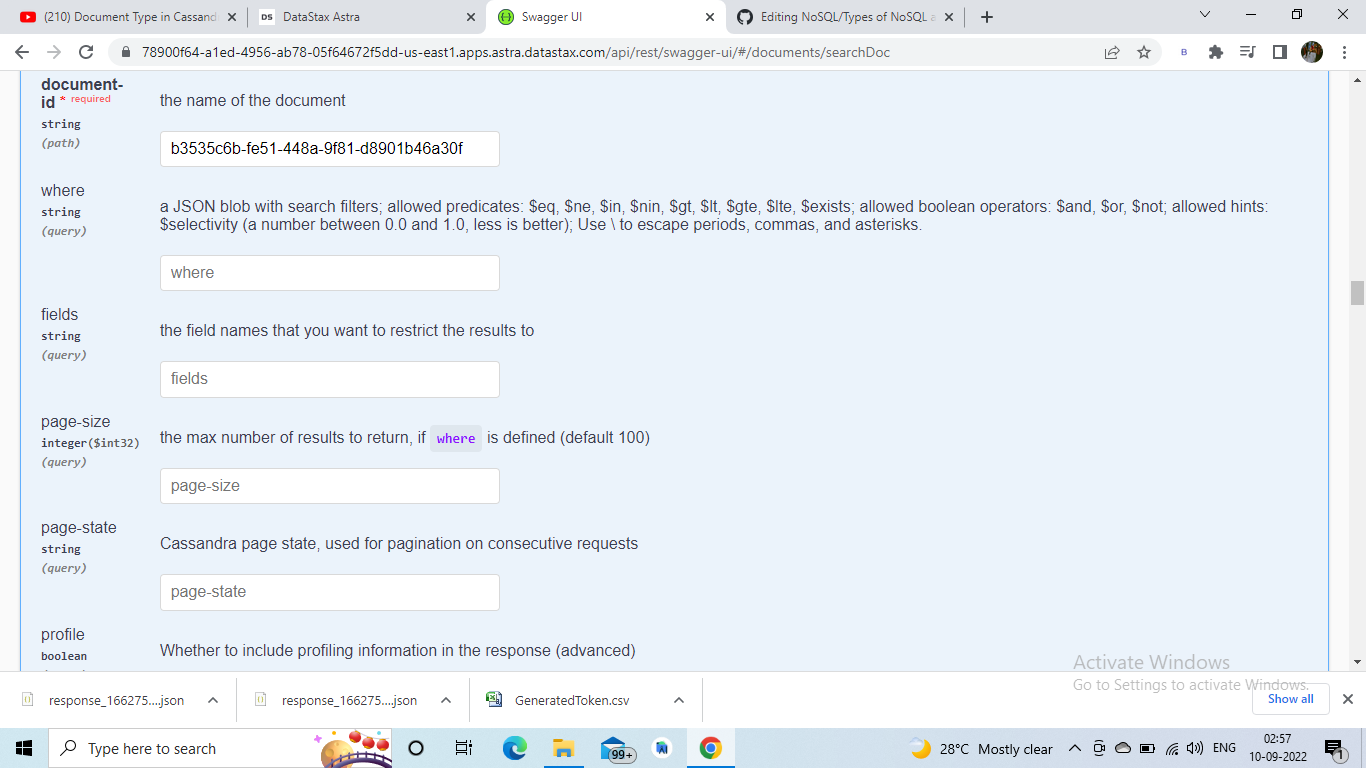 (210) Document Type in Cassand
DS DataStax Astra
Swagger UI
Editing NoSQL/Types of NoSQL a
78900f64-a1ed-4956-ab78-05f64672f5dd-us-east1.apps.astra.datastax.com/api/rest/swagger-ui/#/documents/searchDoc
B
document-
id * required
string
(path)
the name of the document
b3535c6b-fe51-448a-9f81-d8901b46a30f
where
string
(query)
a JSON blob with search filters; allowed predicates: $eq, $ne, $in, $nin, $gt, $lt, $gte, $lte, $exists; allowed boolean operators: $and, $or, $not; allowed hints:
$selectivity (a number between 0.0 and 1.0, less is better); Use \ to escape periods, commas, and asterisks.
where
fields
string
(query)
the field names that you want to restrict the results to
fields
page-size
integer($int32)
(query)
the max number of results to return, if where is defined (default 100)
page-size
page-state
string
(query)
Cassandra page state, used for pagination on consecutive requests
page-state
profile
boolean
Whether to include profiling information in the response (advanced)
Activate Windows
Go to Settings to activate Windows.
response_166275....json
response_166275....json
GeneratedToken.csv
Show all
Type here to search
99+
28°C Mostly clear
ENG
02:57
10-09-2022
1